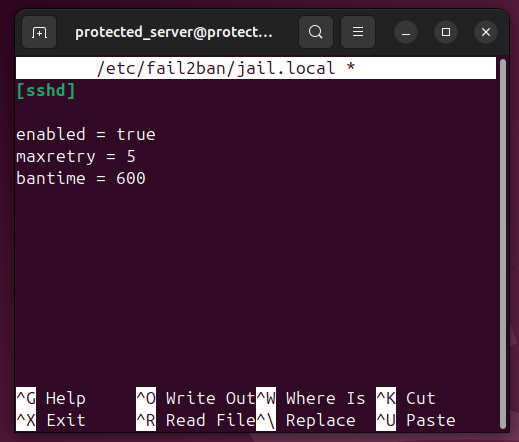 protected_server@protect...
/etc/fail2ban/jail.local *
[sshd]
enabled = true
maxretry = 5
bantime = 600
^G Help ^O Write Out ^W Where Is ^K Cut
^X Exit ^R Read File ^\ Replace ^U Paste